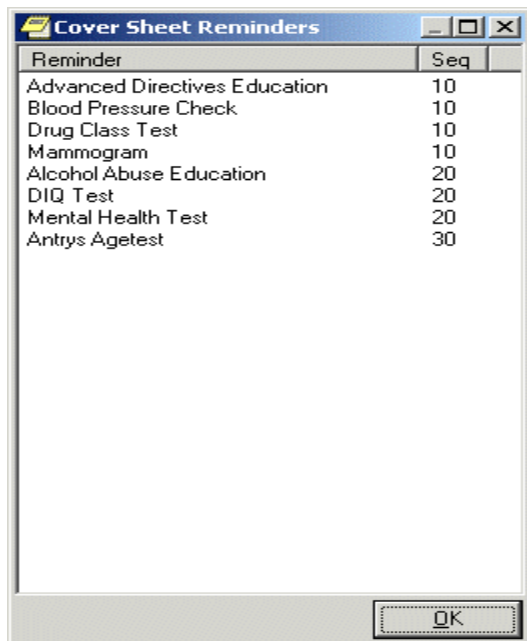 Cover Sheet Reminders
Reminder Seq
Advanced Directives Education 10
Blood Pressure Check 10
Drug Class Test 10
Mammogram 10
Alcohol Abuse Education 20
DIQ Test 20
Mental Health Test 20
Antrys Agetest 30
OK